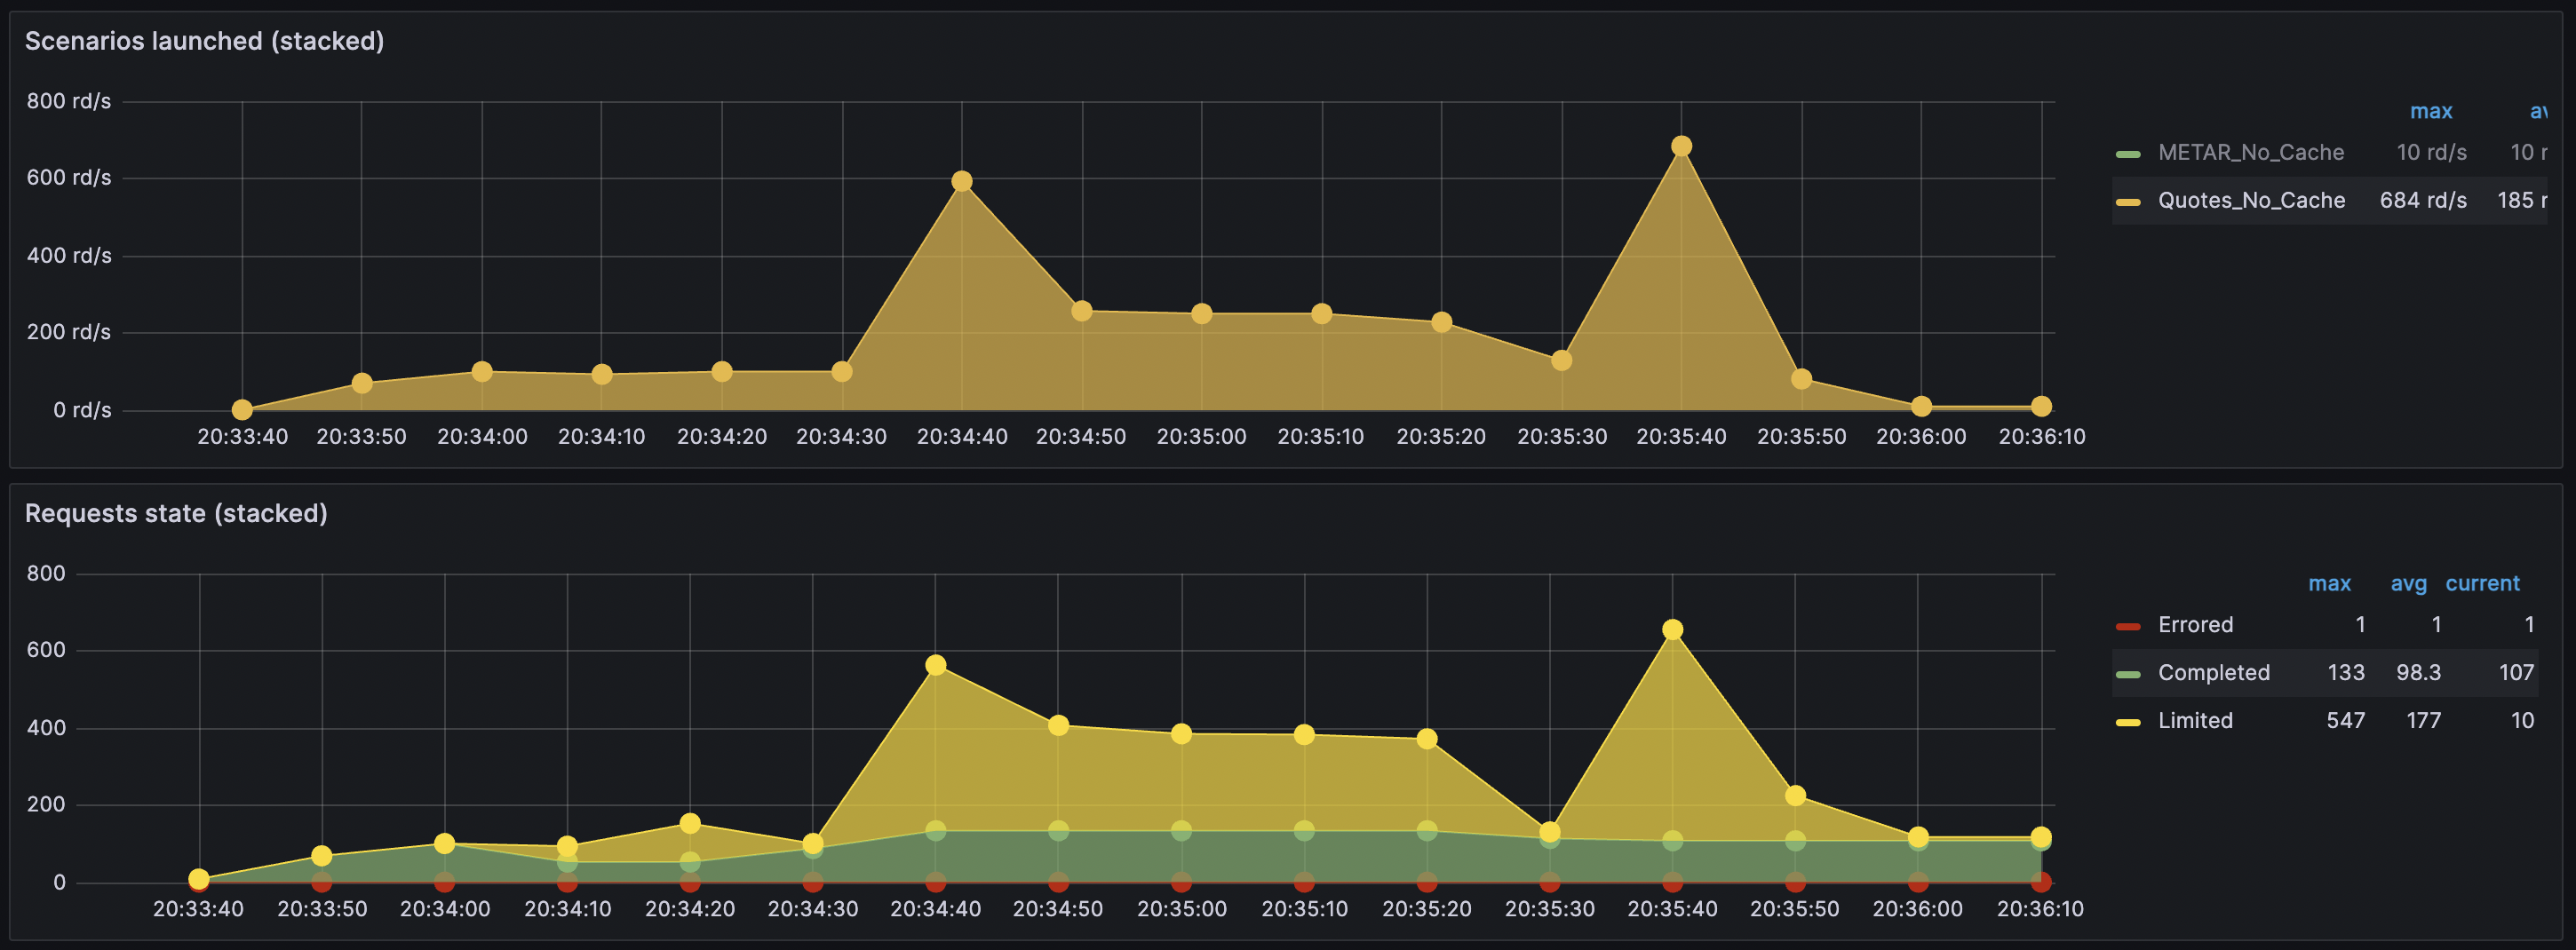 Scenarios launched (stacked)
800 rd/s
600 rd/s
400 rd/s
200 rd/s
0 rd/s
20:33:40 20:33:50 20:34:00 20:34:10 20:34:20 20:34:30 20:34:40 20:34:50 20:35:00 20:35:10 20:35:20 20:35:30 20:35:40 20:35:50 20:36:00 20:36:10
max av
METAR_No_Cache 10 rd/s 10 r
Quotes_No_Cache 684 rd/s 185 r
Requests state (stacked)
800
600
400
200
0
20:33:40 20:33:50 20:34:00 20:34:10 20:34:20 20:34:30 20:34:40 20:34:50 20:35:00 20:35:10 20:35:20 20:35:30 20:35:40 20:35:50 20:36:00 20:36:10
max avg current
Errored 1 1 1
Completed 133 98.3 107
Limited 547 177 10